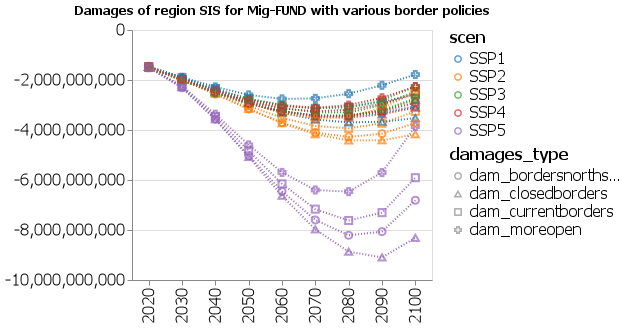 Damages of region SIS for Mig-FUND with various border policies
0
-2,000,000,000
-4,000,000,000
-6,000,000,000
-8,000,000,000
-10,000,000,000
2020
2030
2040
2050
2060
2070
2080
2090
2100
scen
SSP1
SSP2
SSP3
SSP4
SSP5
damages_type
dam_bordersnorths...
dam_closedborders
dam_currentborders
dam_moreopen